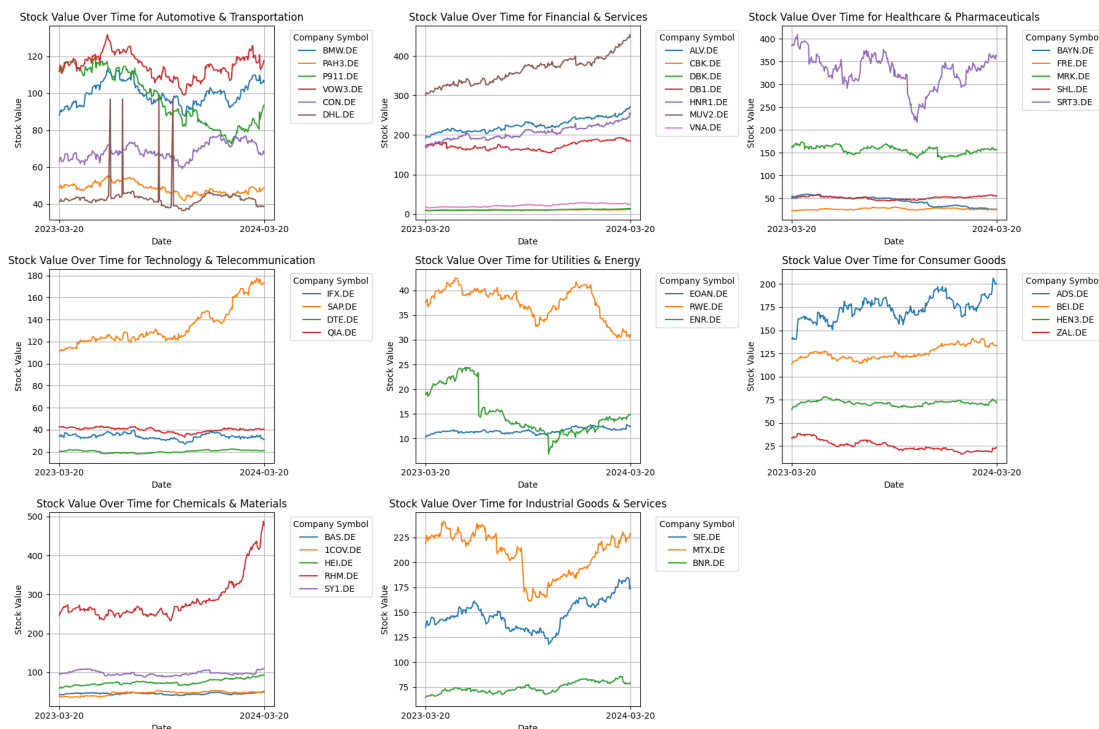 Stock Value Over Time for Automotive & Transportation
Stock Value
120
100
80
60
40
2023-03-20
2024-03-20
Date
Company Symbol
BMW.DE
PAH3.DE
P911.DE
VOW3.DE
CON.DE
DHL.DE
Stock Value Over Time for Financial & Services
Stock Value
400
300
200
100
0
2023-03-20
2024-03-20
Date
Company Symbol
ALV.DE
CBK.DE
DBK.DE
DB1.DE
HNR1.DE
MUV2.DE
VNA.DE
Stock Value Over Time for Healthcare & Pharmaceuticals
Stock Value
400
350
300
250
200
150
100
50
2023-03-20
2024-03-20
Date
Company Symbol
BAYN.DE
FRE.DE
MRK.DE
SHL.DE
SRT3.DE
Stock Value Over Time for Technology & Telecommunication
Stock Value
180
160
140
120
100
80
60
40
20
2023-03-20
2024-03-20
Date
Company Symbol
IFX.DE
SAP.DE
DTE.DE
QIA.DE
Stock Value Over Time for Utilities & Energy
Stock Value
40
35
30
25
20
15
10
2023-03-20
2024-03-20
Date
Company Symbol
EOAN.DE
RWE.DE
ENR.DE
Stock Value Over Time for Consumer Goods
Stock Value
200
175
150
125
100
75
50
25
2023-03-20
2024-03-20
Date
Company Symbol
ADS.DE
BEI.DE
HEN3.DE
ZAL.DE
Stock Value Over Time for Chemicals & Materials
Stock Value
500
400
300
200
100
2023-03-20
2024-03-20
Date
Company Symbol
BAS.DE
1COV.DE
HEI.DE
RHM.DE
SY1.DE
Stock Value Over Time for Industrial Goods & Services
Stock Value
225
200
175
150
125
100
75
2023-03-20
2024-03-20
Date
Company Symbol
SIE.DE
MTX.DE
BNR.DE